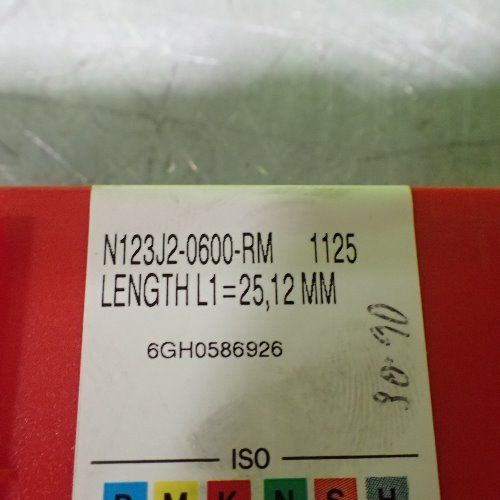 N123J2-0600-RM 1125
LENGTH L1=25,12 MM
6GH0586926
ISO
P M K N S H